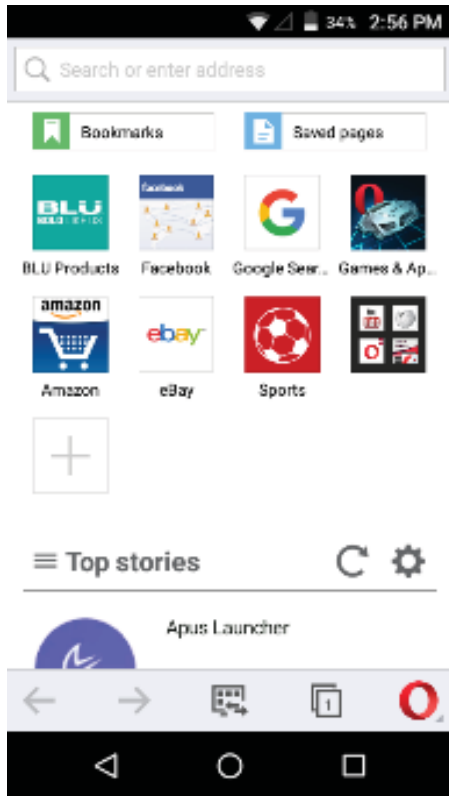 34% 2:56 PM
Search or enter address
Bookmarks
Saved pages
BLU
facebook
G
BLU Products
Facebook
Google Sear...
Games & Ap...
amazon
ebay
Amazon
eBay
Sports
Top stories
Apus Launcher
1